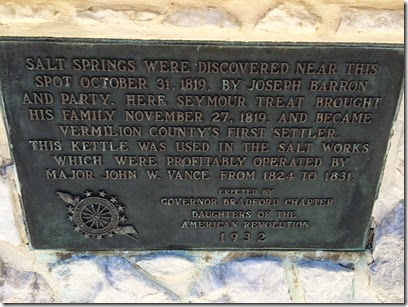 SALT SPRINGS WERE DISCOVERED NEAR THIS
SPOT OCTOBER 31, 1819, BY JOSEPH BARRON
AND PARTY. HERE SEYMOUR TREAT BROUGHT
HIS FAMILY NOVEMBER 27, 1819, AND BECAME
VERMILION COUNTY'S FIRST SETTLER.
THIS KETTLE WAS USED IN THE SALT WORKS
WHICH WERE PROFITABLY OPERATED BY
MAJOR JOHN W. VANCE FROM 1824 TO 1831.
ERECTED BY
GOVERNOR BRADFORD CHAPTER
DAUGHTERS OF THE
AMERICAN REVOLUTION
1932